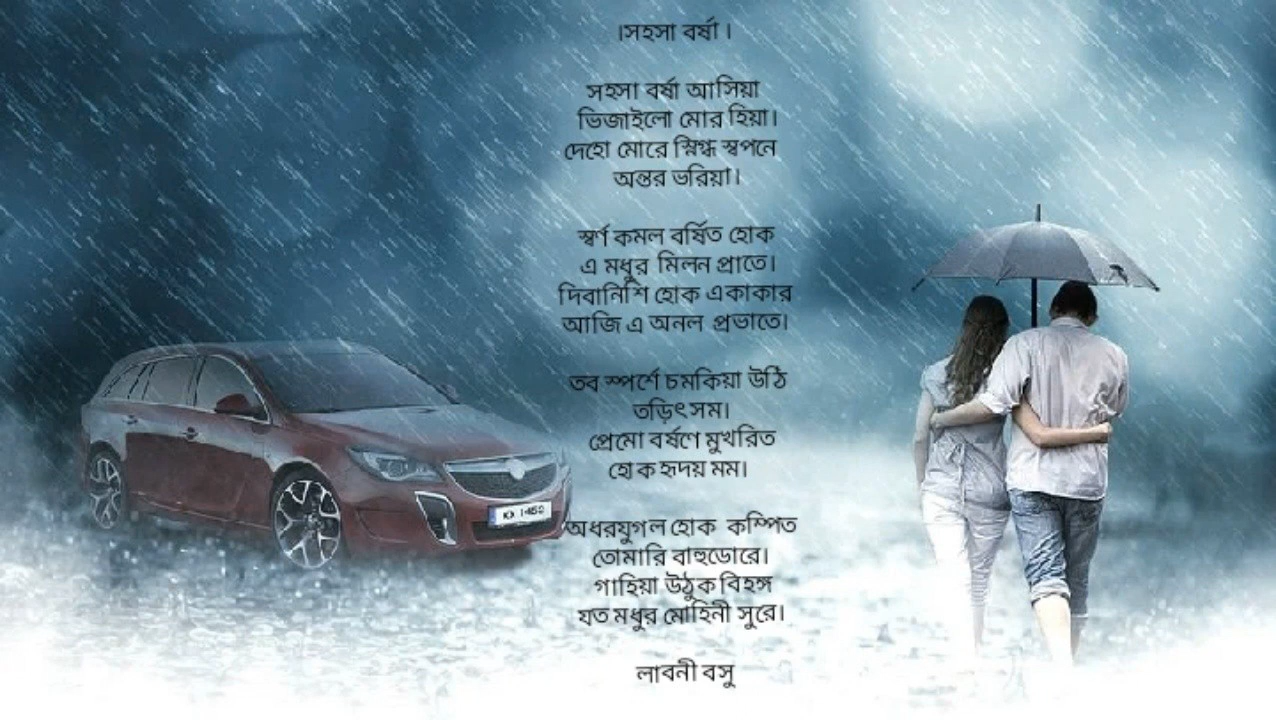 ।সহসা বর্ষা ।
সহসা বর্ষা আসিয়া
ভিজাইলো মোর হিয়া।
দেহো মোরে স্নিগ্ধ স্বপনে
অন্তর ভরিয়া।
স্বর্ণ কমল বর্ষিত হোক
এ মধুর মিলন প্রাতে।
দিবানিশি হোক একাকার
আজি এ অনল প্রভাতে।
তব স্পর্শে চমকিয়া উঠি
তড়িৎ সম।
প্রেমো বর্ষণে মুখরিত
হোক হৃদয় মম।
অধরযুগল হোক কম্পিত
তোমারি বাহুডোরে।
গাহিয়া উঠুক বিহঙ্গ
যত মধুর মোহিনী সুরে।
লাবনী বসু